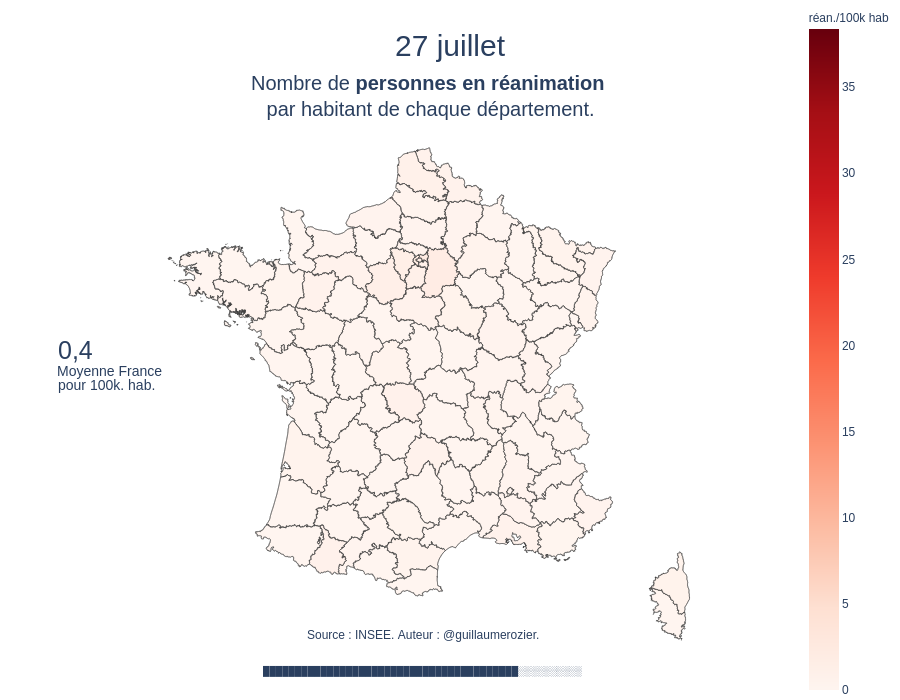 27 juillet
Nombre de personnes en réanimation
par habitant de chaque département.
réan./100k hab
35
30
25
20
15
10
5
0
0,4
Moyenne France
pour 100k. hab.
Source : INSEE. Auteur : @guillaumerozier.